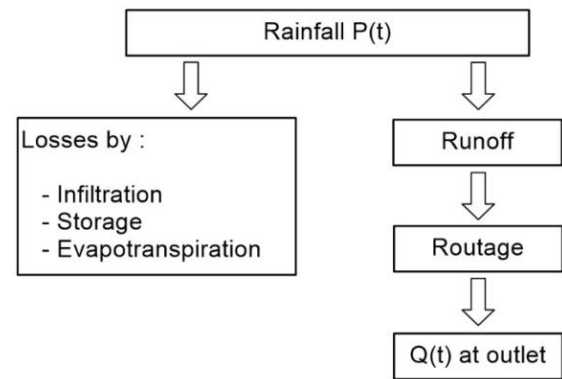 Rainfall P(t)
Losses by :
- Infiltration
- Storage
- Evapotranspiration
Runoff
Routage
Q(t) at outlet